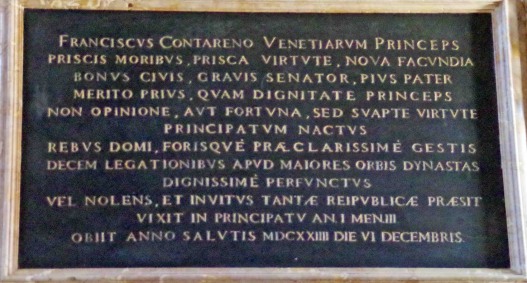 FRANCISCVS CONTARENO VENETIARVM PRINCEPS
PRISCIS MORIBVS, PRISCA VIRTVTE, NOVA FACVNDIA
BONVS CIVIS, GRAVIS SENATOR, PIVS PATER
MERITO PRIVS, QVAM DIGNITATE PRINCEPS
NON OPINIONE, AVT FORTVNA, SED SVAPTE VIRTVTE
PRINCIPATVM NACTVS
REBVS DOMI, FORISQVÈ PRÆCLARISSIMÈ GESTIS
DECEM LEGATIONIBVS APVD MAIORES ORBIS DYNASTAS
DIGNISSIMÈ PERFVNCTVS
VEL NOLENS, ET INVITVS TANTÆ REIPVBLICÆ PRÆSIT
VIXIT IN PRINCIPATV AN. I MEN. III
OBIIT ANNO SALVTIS MDCXXIIII DIE VI DECEMBRIS.